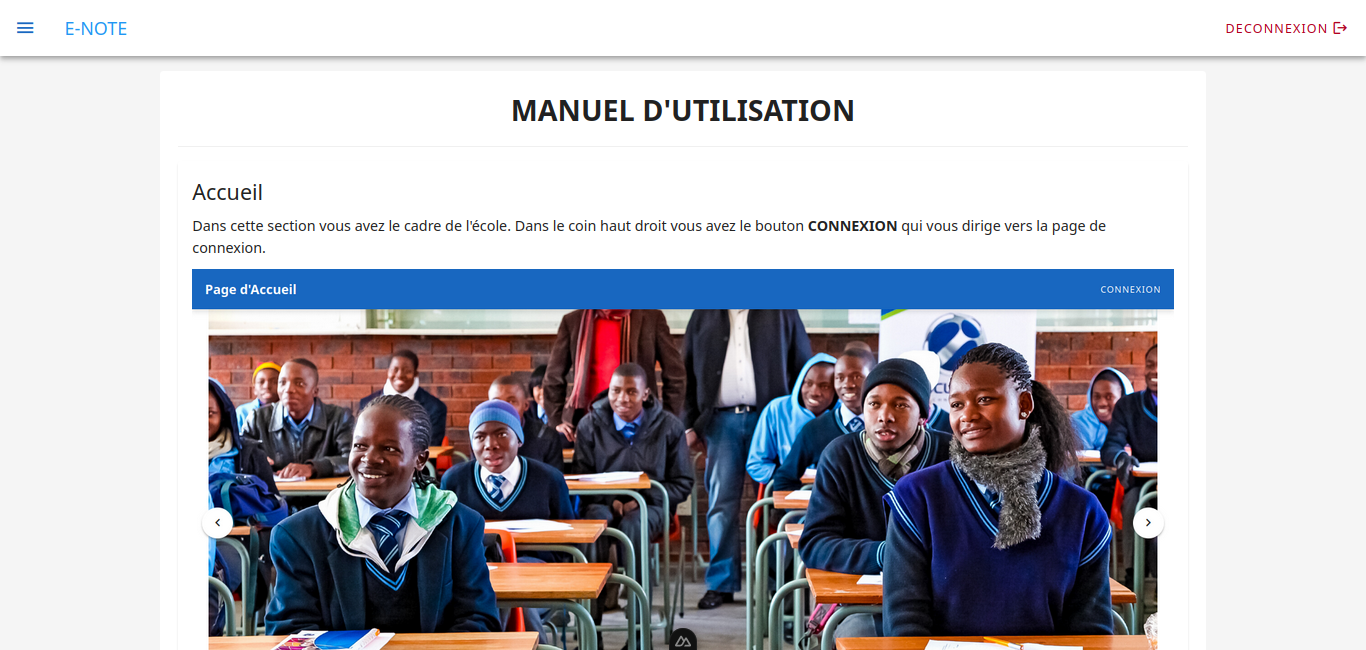 E-NOTE
DECONNEXION
MANUEL D'UTILISATION
Accueil
Dans cette section vous avez le cadre de l'école. Dans le coin haut droit vous avez le bouton CONNEXION qui vous dirige vers la page de
connexion.
Page d'Accueil
CONNEXION